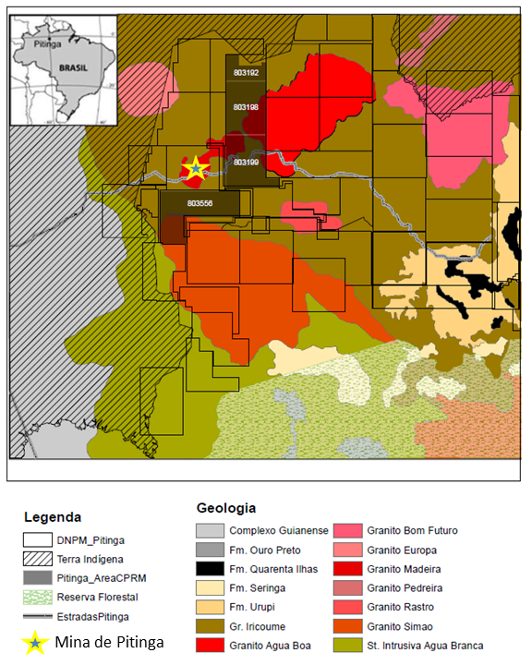 Pitinga
BRASIL
803192
803198
803199
803556
Legenda
DNPM_Pitinga
Terra Indígena
Pitinga_AreaCPRM
Reserva Florestal
EstradasPitinga
Mina de Pitinga
Geologia
Complexo Guianense
Fm. Ouro Preto
Fm. Quarenta Ilhas
Fm. Seringa
Fm. Urupi
Gr. Iricoume
Granito Agua Boa
Granito Bom Futuro
Granito Europa
Granito Madeira
Granito Pedreira
Granito Rastro
Granito Simao
St. Intrusiva Agua Branca